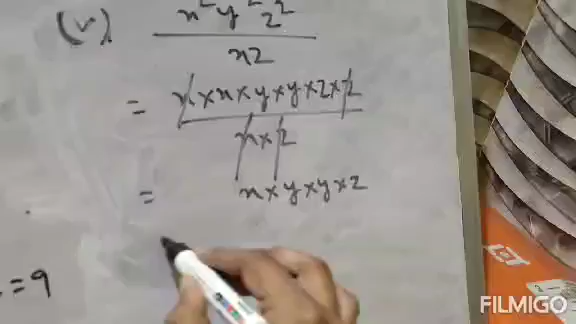 (v) x²y²z²
xz
= x×x×y×y×z×z
x×z
= x×y×y×z
= 9
FILMIGO